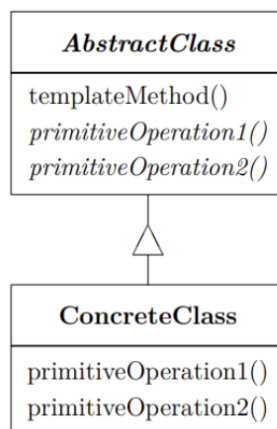 AbstractClass
templateMethod()
primitiveOperation1()
primitiveOperation2()
ConcreteClass
primitiveOperation1()
primitiveOperation2()